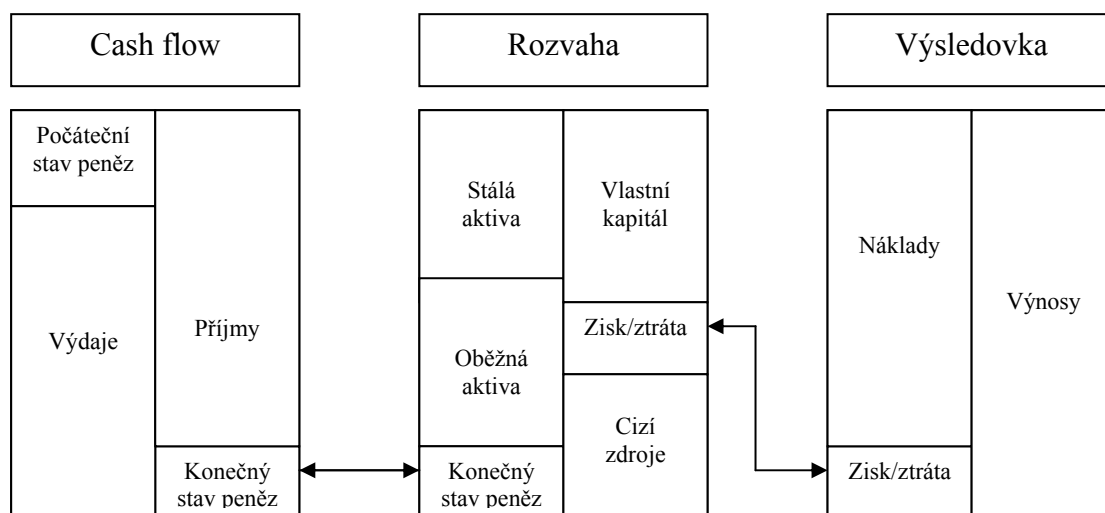 Cash flow
Počáteční
stav peněz
Výdaje
Příjmy
Konečný
stav peněz
Rozvaha
Stálá
aktiva
Oběžná
aktiva
Konečný
stav peněz
Vlastní
kapitál
Zisk/ztráta
Cizí
zdroje
Výsledovka
Náklady
Zisk/ztráta
Výnosy